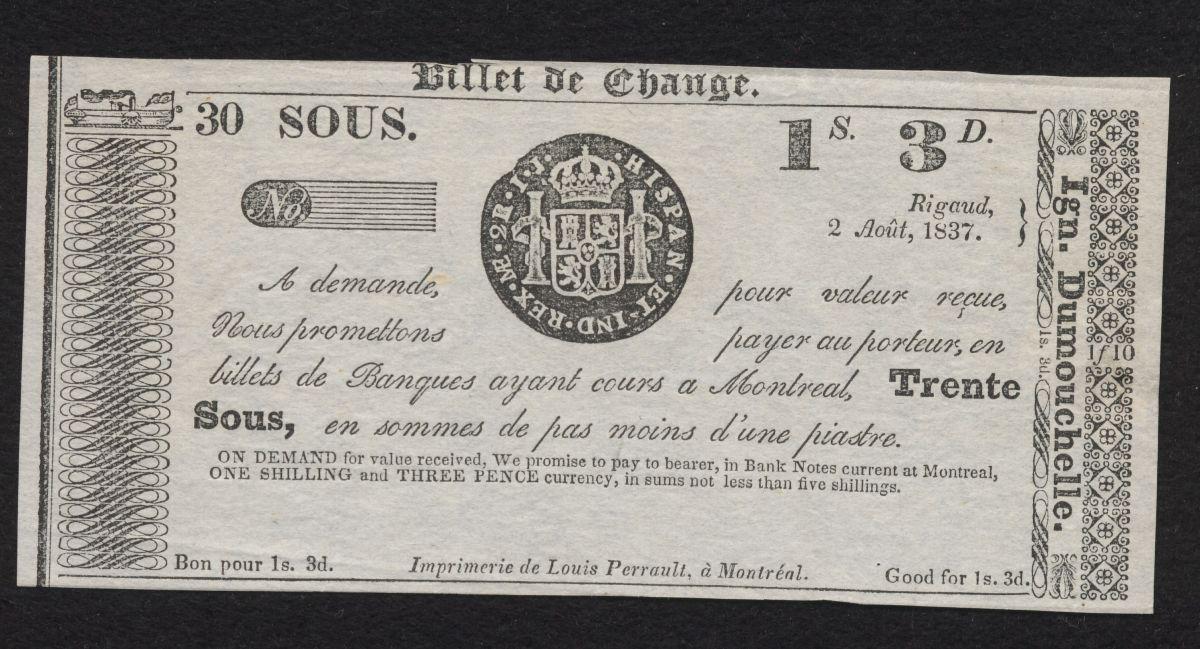 Billet de Change.
30 SOUS.
1 S. 3 D.
No
HISPAN·ET·IND·REX·Me·2R·I·J·
Rigaud,
2 Août, 1837.
A demande, pour valeur reçue,
Nous promettons payer au porteur, en
billets de Banques ayant cours a Montreal, Trente
Sous, en sommes de pas moins d'une piastre.
ON DEMAND for value received, We promise to pay to bearer, in Bank Notes current at Montreal,
ONE SHILLING and THREE PENCE currency, in sums not less than five shillings.
Bon pour 1s. 3d. Imprimerie de Louis Perrault, à Montréal. Good for 1s. 3d.
1s. 3d.
Ign. Dumouchelle.
1f10